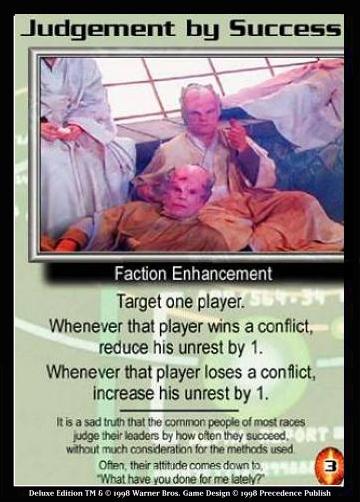 Judgement by Success
Faction Enhancement
Target one player.
Whenever that player wins a conflict,
reduce his unrest by 1.
Whenever that player loses a conflict,
increase his unrest by 1.
It is a sad truth that the common people of most races
judge their leaders by how often they succeed,
without much consideration for the methods used.
Often, their attitude comes down to,
"What have you done for me lately?"
3
Deluxe Edition TM & © 1998 Warner Bros. Game Design © 1998 Precedence Publish